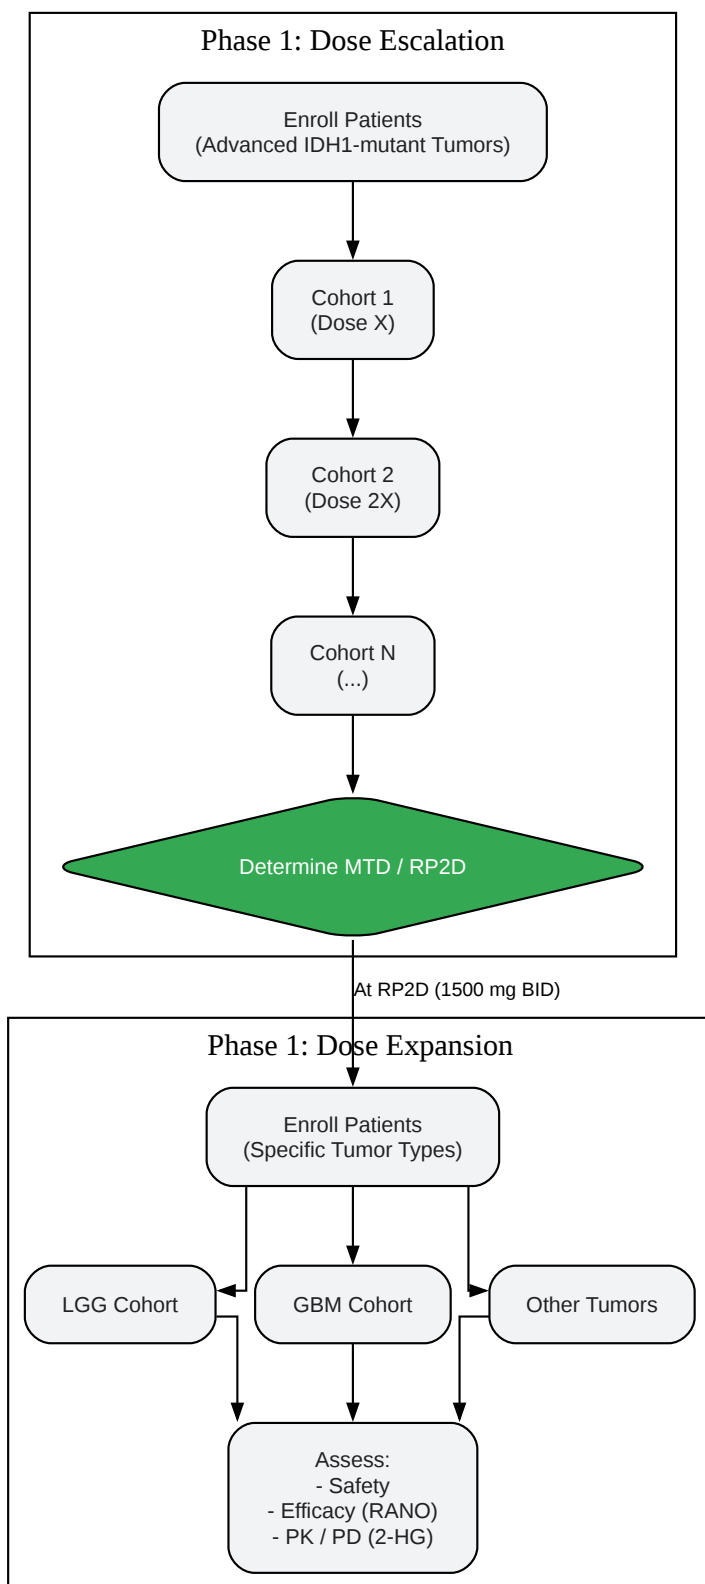 Phase 1: Dose Escalation
Enroll Patients
(Advanced IDH1-mutant Tumors)
Cohort 1
(Dose X)
Cohort 2
(Dose 2X)
Cohort N
(...)
Determine MTD / RP2D
At RP2D (1500 mg BID)
Phase 1: Dose Expansion
Enroll Patients
(Specific Tumor Types)
LGG Cohort
GBM Cohort
Other Tumors
Assess:
- Safety
- Efficacy (RANO)
- PK / PD (2-HG)